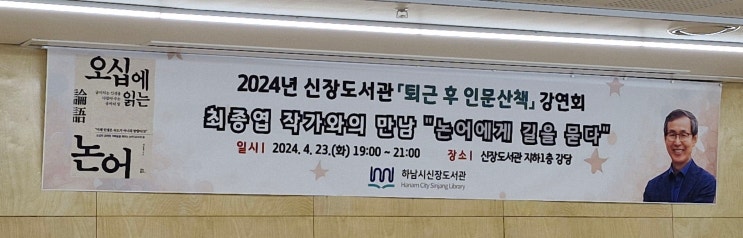 오십에
읽는
論語
논어
2024년 신장도서관 「퇴근 후 인문산책」 강연회
최종엽 작가와의 만남 "논어에게 길을 묻다"
일시 | 2024. 4. 23.(화) 19:00 ~ 21:00 장소 | 신장도서관 지하1층 강당
하남시신장도서관
Hanam City Sinjang Library